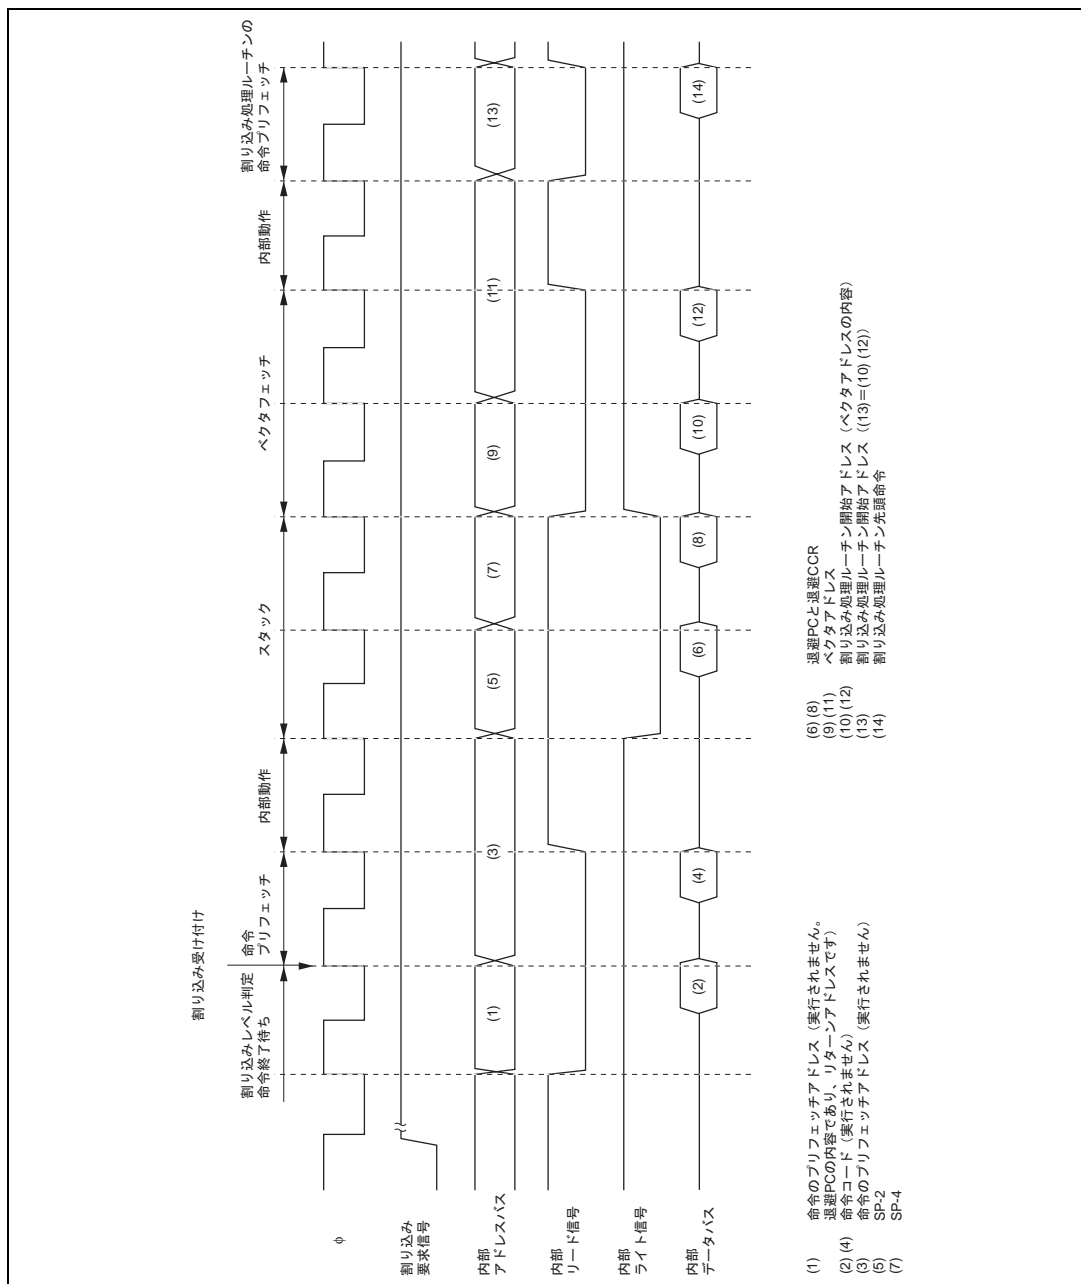 割り込み受け付け
割り込みレベル判定
命令終了待ち
命令
プリフェッチ
内部動作
スタック
ベクタフェッチ
内部動作
割り込み処理ルーチンの
命令プリフェッチ
φ
割り込み
要求信号
内部
アドレスバス
(1)
(3)
(5)
(7)
(9)
(11)
(13)
内部
リード信号
内部
ライト信号
内部
データバス
(2)
(4)
(6)
(8)
(10)
(12)
(14)
(1) 命令のプリフェッチアドレス（実行されません。
退避PCの内容であり、リターンアドレスです）
(2) (4) 命令コード（実行されません）
(3) 命令のプリフェッチアドレス（実行されません）
(5) SP-2
(7) SP-4
(6) (8) 退避PCと退避CCR
(9) (11) ベクタアドレス
(10) (12) 割り込み処理ルーチン開始アドレス（ベクタアドレスの内容）
(13) 割り込み処理ルーチン開始アドレス（(13)＝(10) (12)）
(14) 割り込み処理ルーチン先頭命令